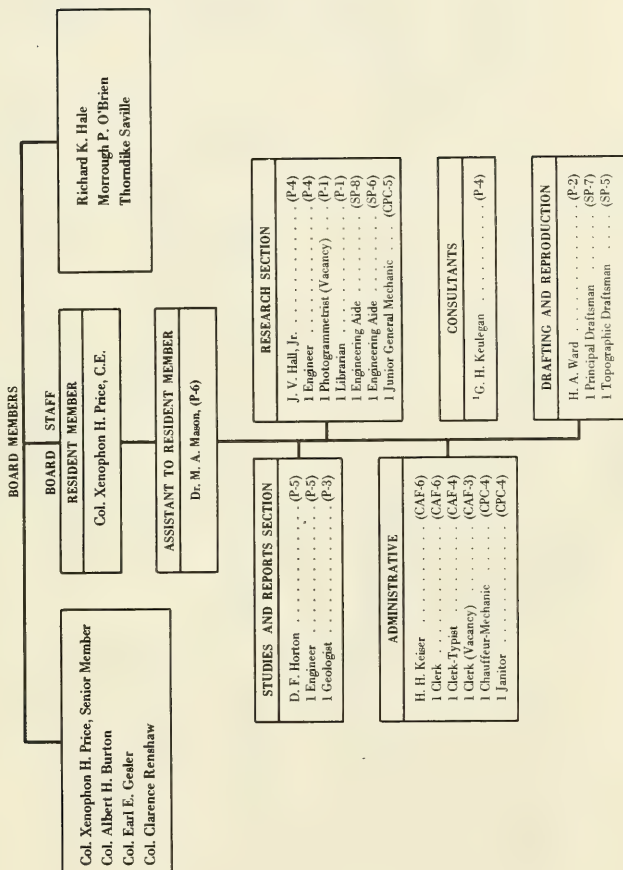 BOARD MEMBERS
Col. Xenophon H. Price, Senior Member
Col. Albert H. Burton
Col. Earl E. Gesler
Col. Clarence Renshaw
Richard K. Hale
Morrough P. O'Brien
Thorndike Saville
BOARD STAFF
RESIDENT MEMBER
Col. Xenophon H. Price, C.E.
ASSISTANT TO RESIDENT MEMBER
Dr. M. A. Mason, (P-6)
STUDIES AND REPORTS SECTION
D. F. Horton . . . . . . . . . . . . (P-5)
1 Engineer . . . . . . . . . . . . (P-5)
1 Geologist . . . . . . . . . . . . (P-3)
RESEARCH SECTION
J. V. Hall, Jr. . . . . . . . . . . . . (P-4)
1 Engineer . . . . . . . . . . . . (P-4)
1 Photogrammetrist (Vacancy) . . . (P-1)
1 Librarian . . . . . . . . . . . . (P-1)
1 Engineering Aide . . . . . . . . (SP-8)
1 Engineering Aide . . . . . . . . (SP-6)
1 Junior General Mechanic . . . (CPC-5)
ADMINISTRATIVE
H. H. Keiser . . . . . . . . . . (CAF-6)
1 Clerk . . . . . . . . . . . . (CAF-6)
1 Clerk-Typist . . . . . . . . . (CAF-4)
1 Clerk (Vacancy) . . . . . . . . (CAF-3)
1 Chauffeur-Mechanic . . . . . . (CPC-4)
1 Janitor . . . . . . . . . . . . (CPC-4)
CONSULTANTS
¹G. H. Keulegan . . . . . . . . . . (P-4)
DRAFTING AND REPRODUCTION
H. A. Ward . . . . . . . . . . . . (P-2)
1 Principal Draftsman . . . . . . (SP-7)
1 Topographic Draftsman . . . . (SP-5)